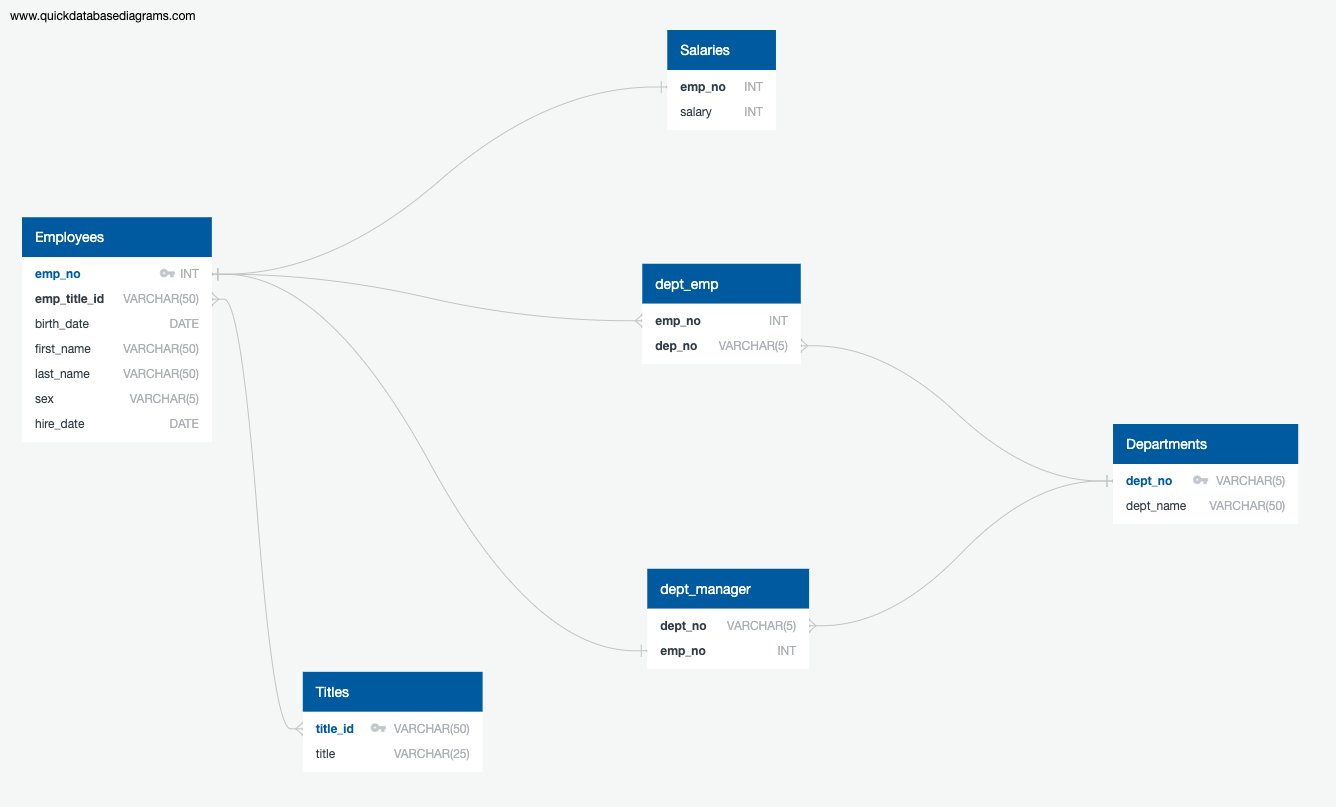 www.quickdatabasediagrams.com
Salaries
emp_no INT
salary INT
Employees
emp_no INT
emp_title_id VARCHAR(50)
birth_date DATE
first_name VARCHAR(50)
last_name VARCHAR(50)
sex VARCHAR(5)
hire_date DATE
dept_emp
emp_no INT
dep_no VARCHAR(5)
Departments
dept_no VARCHAR(5)
dept_name VARCHAR(50)
dept_manager
dept_no VARCHAR(5)
emp_no INT
Titles
title_id VARCHAR(50)
title VARCHAR(25)